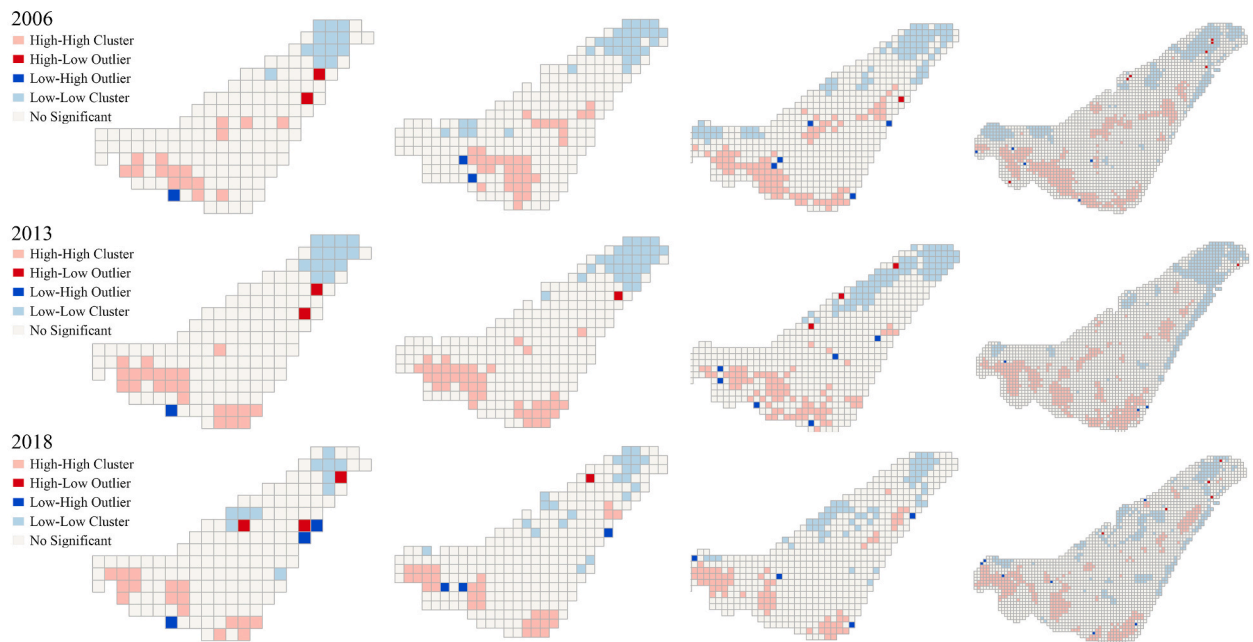 2006
High-High Cluster
High-Low Outlier
Low-High Outlier
Low-Low Cluster
No Significant
2013
High-High Cluster
High-Low Outlier
Low-High Outlier
Low-Low Cluster
No Significant
2018
High-High Cluster
High-Low Outlier
Low-High Outlier
Low-Low Cluster
No Significant